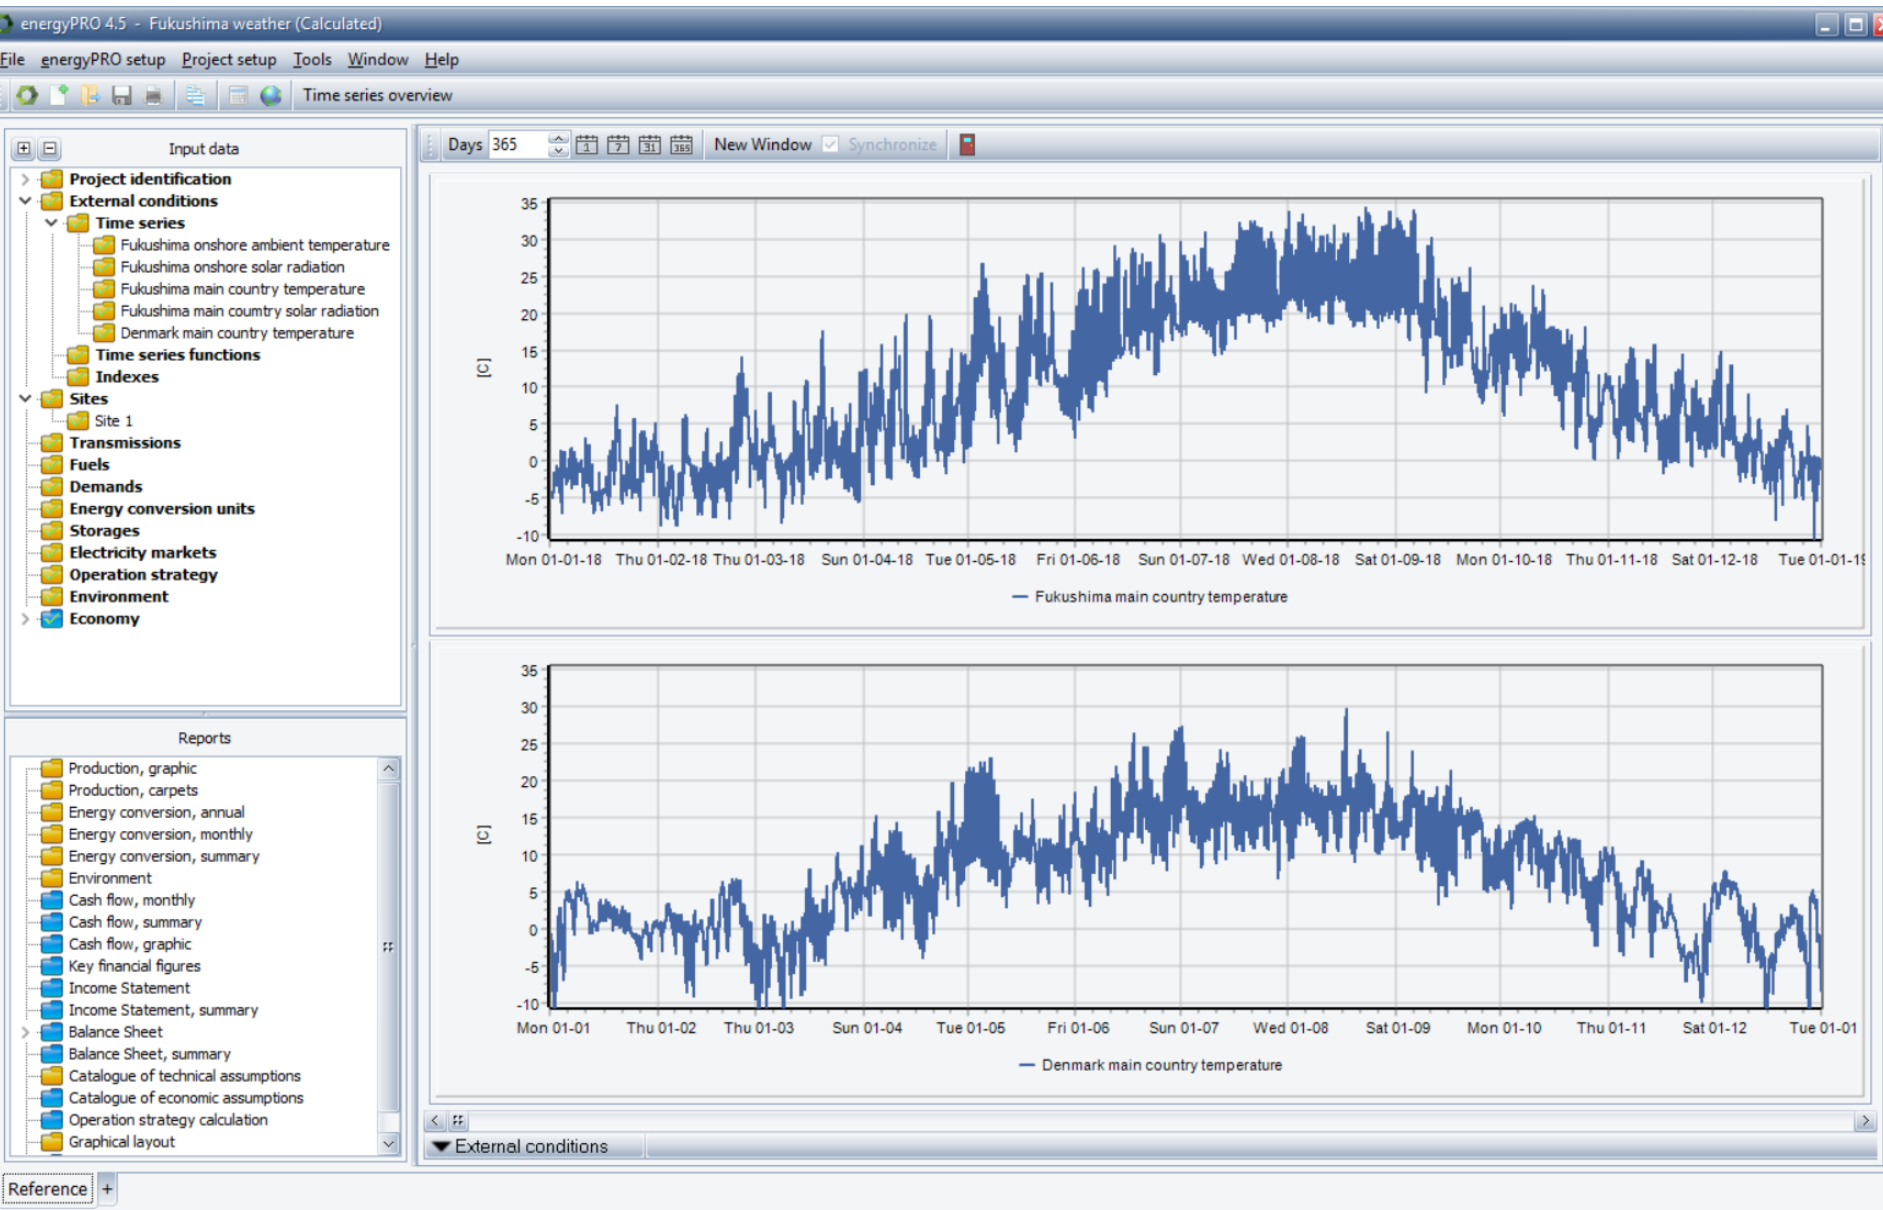 energyPRO 4.5 - Fukushima weather (Calculated)
File energyPRO setup Project setup Tools Window Help
Time series overview
Input data
Project identification
External conditions
Time series
Fukushima onshore ambient temperature
Fukushima onshore solar radiation
Fukushima main country temperature
Fukushima main coumtry solar radiation
Denmark main country temperature
Time series functions
Indexes
Sites
Site 1
Transmissions
Fuels
Demands
Energy conversion units
Storages
Electricity markets
Operation strategy
Environment
Economy
Reports
Production, graphic
Production, carpets
Energy conversion, annual
Energy conversion, monthly
Energy conversion, summary
Environment
Cash flow, monthly
Cash flow, summary
Cash flow, graphic
Key financial figures
Income Statement
Income Statement, summary
Balance Sheet
Balance Sheet, summary
Catalogue of technical assumptions
Catalogue of economic assumptions
Operation strategy calculation
Graphical layout
Days 365 1 7 31 365 New Window Synchronize
35
30
25
20
15
10
5
0
-5
-10
[C]
Mon 01-01-18 Thu 01-02-18 Thu 01-03-18 Sun 01-04-18 Tue 01-05-18 Fri 01-06-18 Sun 01-07-18 Wed 01-08-18 Sat 01-09-18 Mon 01-10-18 Thu 01-11-18 Sat 01-12-18 Tue 01-01-19
Fukushima main country temperature
35
30
25
20
15
10
5
0
-5
-10
[C]
Mon 01-01 Thu 01-02 Thu 01-03 Sun 01-04 Tue 01-05 Fri 01-06 Sun 01-07 Wed 01-08 Sat 01-09 Mon 01-10 Thu 01-11 Sat 01-12 Tue 01-01
Denmark main country temperature
External conditions
Reference +